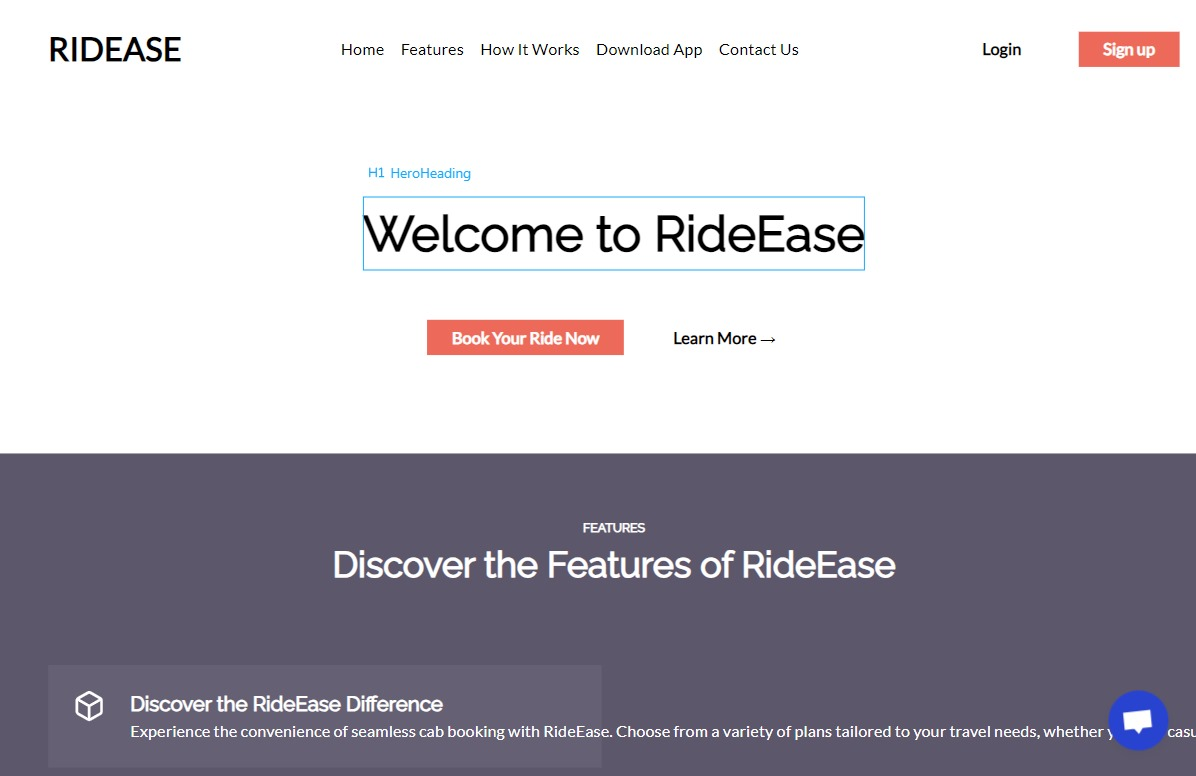 RIDEASE
Home Features How It Works Download App Contact Us
Login
Sign up
H1 HeroHeading
Welcome to RideEase
Book Your Ride Now
Learn More →
FEATURES
Discover the Features of RideEase
Discover the RideEase Difference
Experience the convenience of seamless cab booking with RideEase. Choose from a variety of plans tailored to your travel needs, whether